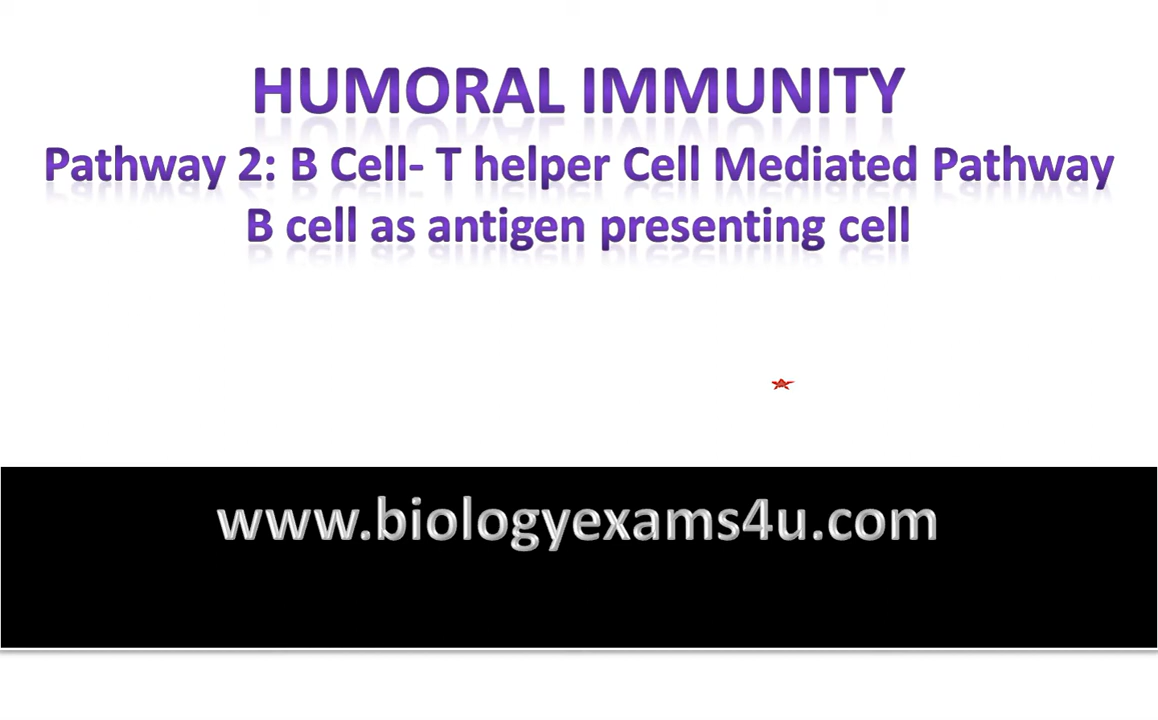 HUMORAL IMMUNITY
Pathway 2: B Cell- T helper Cell Mediated Pathway
B cell as antigen presenting cell
www.biologyexams4u.com